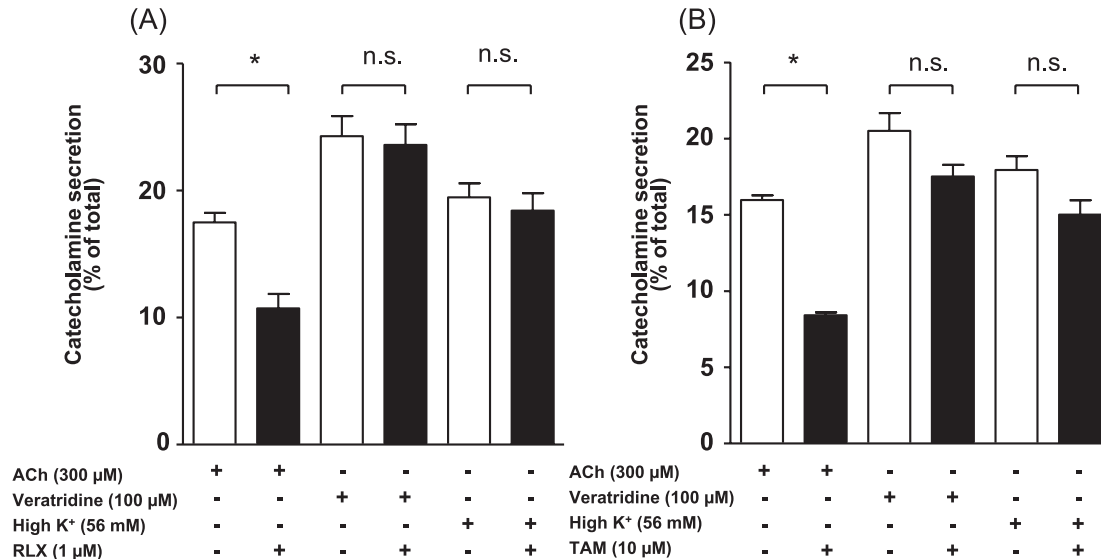 (A)
Catecholamine secretion
(% of total)
30
20
10
0
*
n.s.
n.s.
ACh (300 µM) + + - - - -
Veratridine (100 µM) - - + + - -
High K⁺ (56 mM) - - - - + +
RLX (1 µM) - + - + - +
(B)
Catecholamine secretion
(% of total)
25
20
15
10
5
0
*
n.s.
n.s.
ACh (300 µM) + + - - - -
Veratridine (100 µM) - - + + - -
High K⁺ (56 mM) - - - - + +
TAM (10 µM) - + - + - +